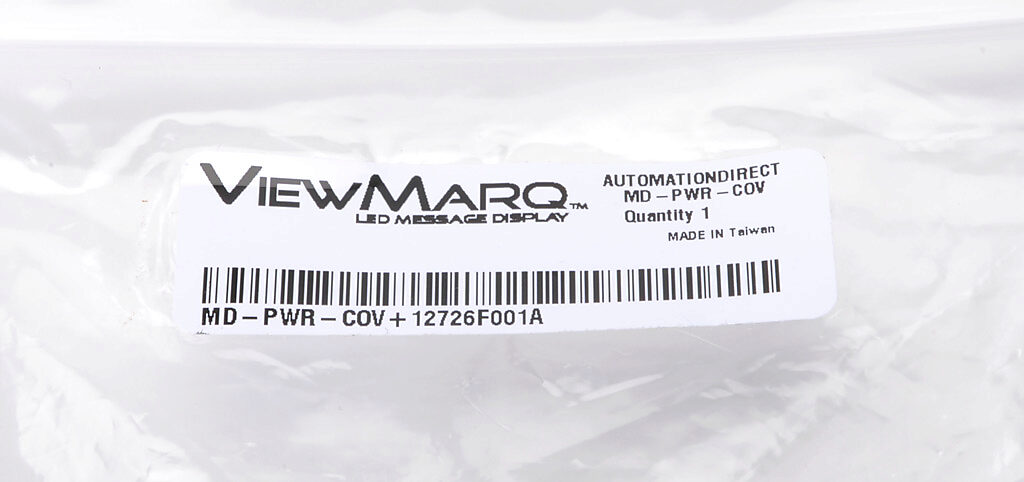 VIEWMARQ™
LED MESSAGE DISPLAY
AUTOMATIONDIRECT
MD-PWR-COV
Quantity 1
MADE IN Taiwan
MD-PWR-COV+12726F001A